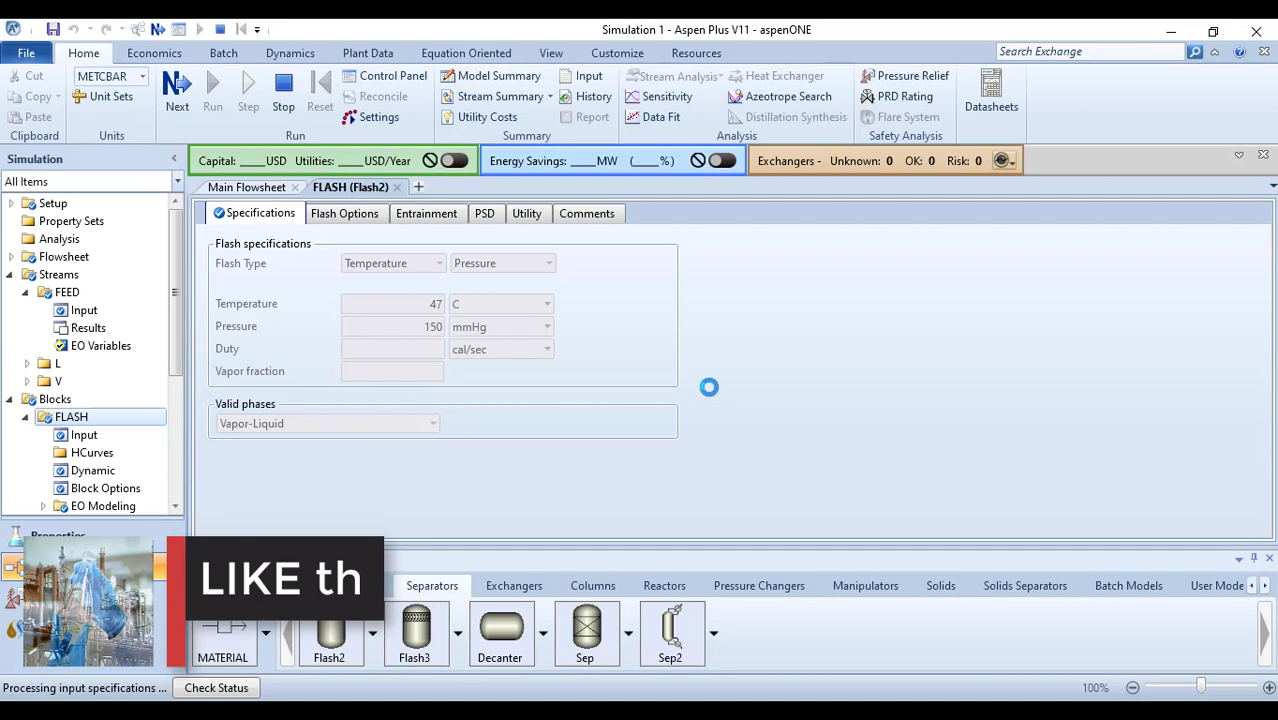 Simulation 1 - Aspen Plus V11 - aspenONE
File Home Economics Batch Dynamics Plant Data Equation Oriented View Customize Resources Search Exchange
Cut METCBAR Control Panel Model Summary Input Stream Analysis Heat Exchanger Pressure Relief
Copy Unit Sets Next Run Step Stop Reset Reconcile Stream Summary History Sensitivity Azeotrope Search PRD Rating Datasheets
Paste Settings Utility Costs Report Data Fit Distillation Synthesis Flare System
Clipboard Units Run Summary Analysis Safety Analysis
Simulation Capital: ____USD Utilities: ____USD/Year Energy Savings: ____MW (____%) Exchangers - Unknown: 0 OK: 0 Risk: 0
All Items Main Flowsheet FLASH (Flash2)
Setup Specifications Flash Options Entrainment PSD Utility Comments
Property Sets
Analysis Flash specifications
Flowsheet Flash Type Temperature Pressure
Streams
FEED
Input Temperature 47 C
Results Pressure 150 mmHg
EO Variables Duty cal/sec
L Vapor fraction
V
Blocks Valid phases
FLASH Vapor-Liquid
Input
HCurves
Dynamic
Block Options
EO Modeling
Properties
LIKE th
Separators Exchangers Columns Reactors Pressure Changers Manipulators Solids Solids Separators Batch Models User Mode
MATERIAL Flash2 Flash3 Decanter Sep Sep2
Processing input specifications ... Check Status 100%